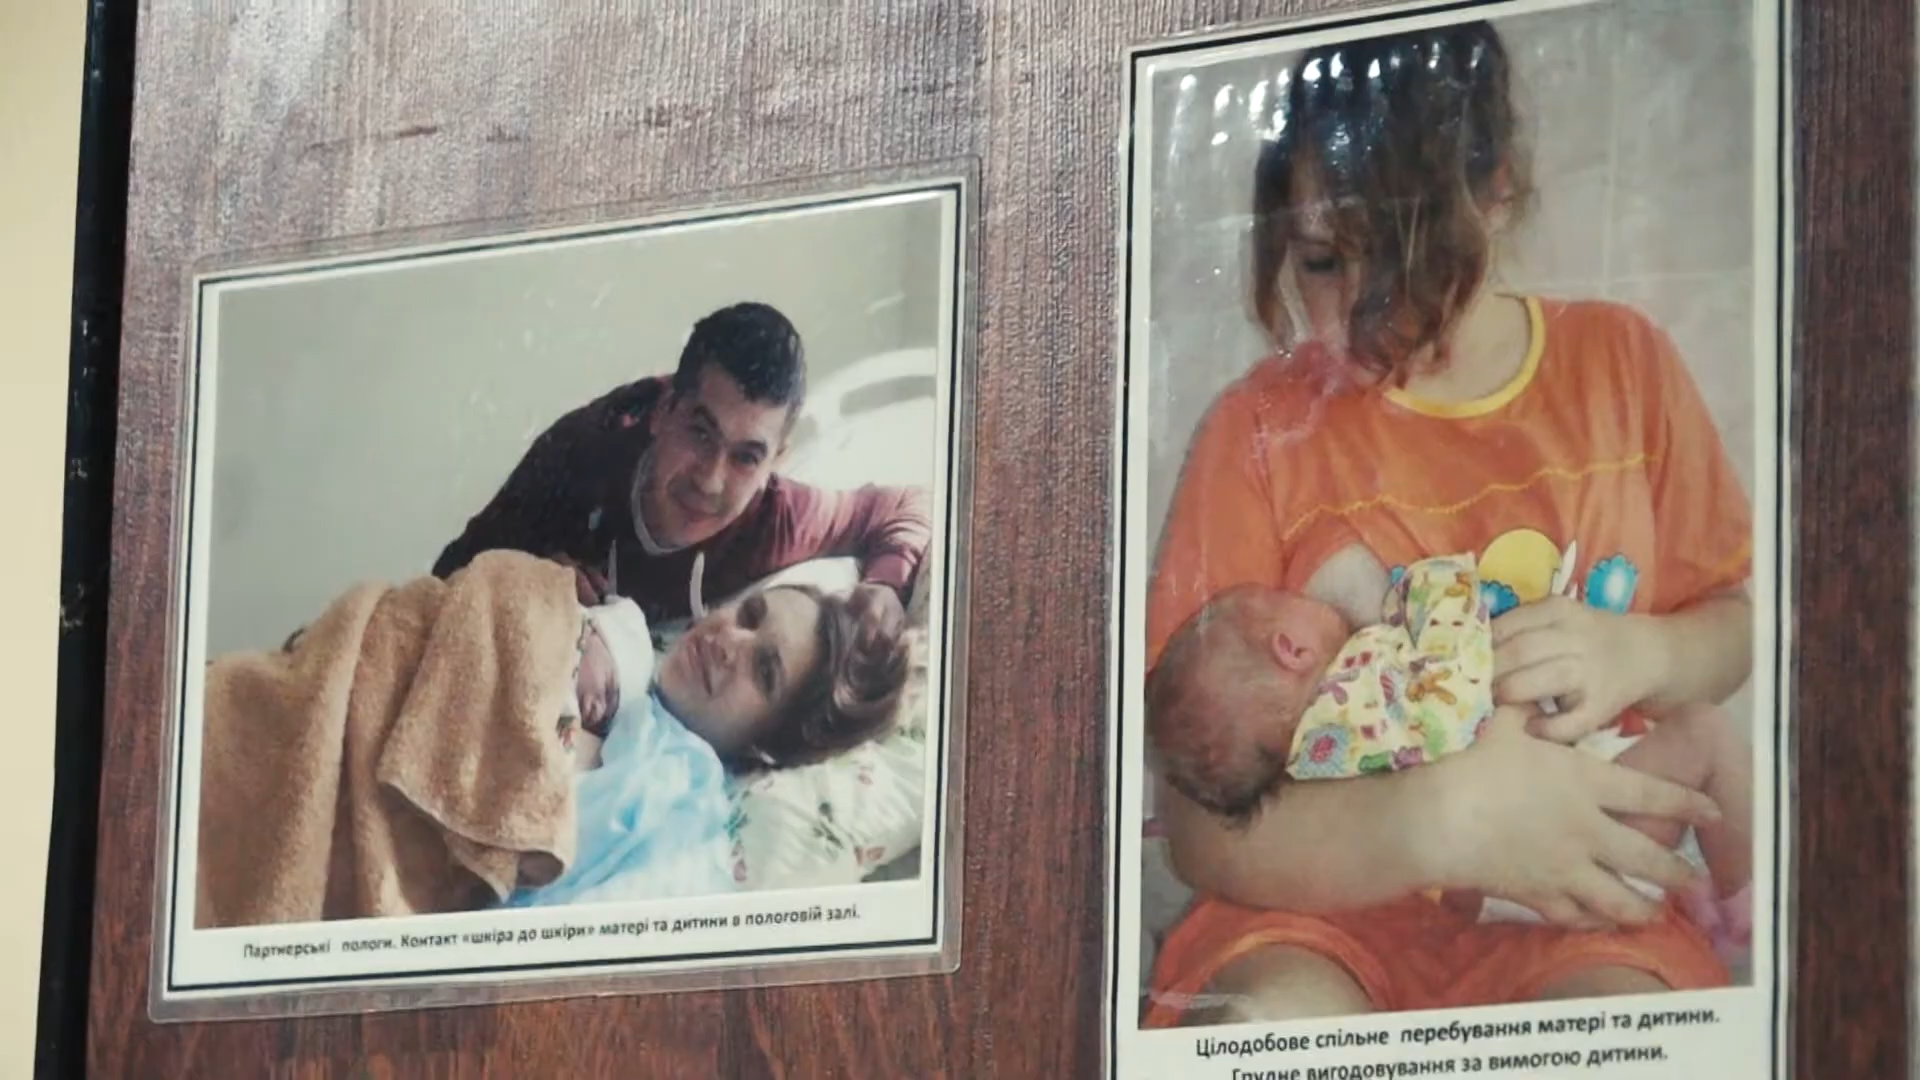 Партнерські пологи. Контакт «шкіра до шкіри» матері та дитини в пологовій залі.
Цілодобове спільне перебування матері та дитини.
Грудне вигодовування за вимогою дитини.